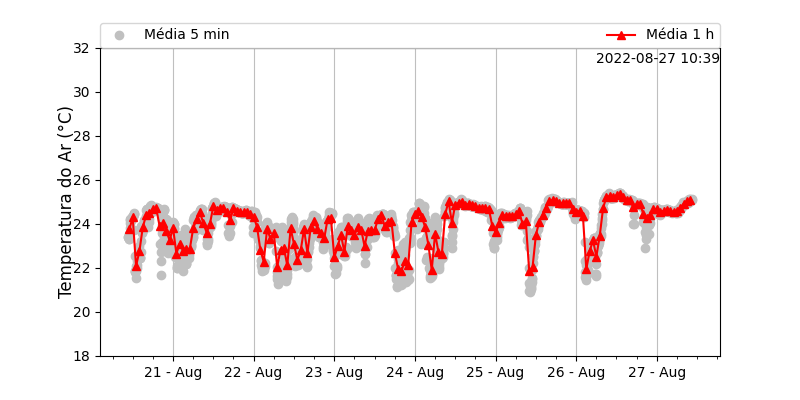 Média 5 min
Média 1 h
2022-08-27 10:39
Temperatura do Ar (°C)
32
30
28
26
24
22
20
18
21 - Aug
22 - Aug
23 - Aug
24 - Aug
25 - Aug
26 - Aug
27 - Aug